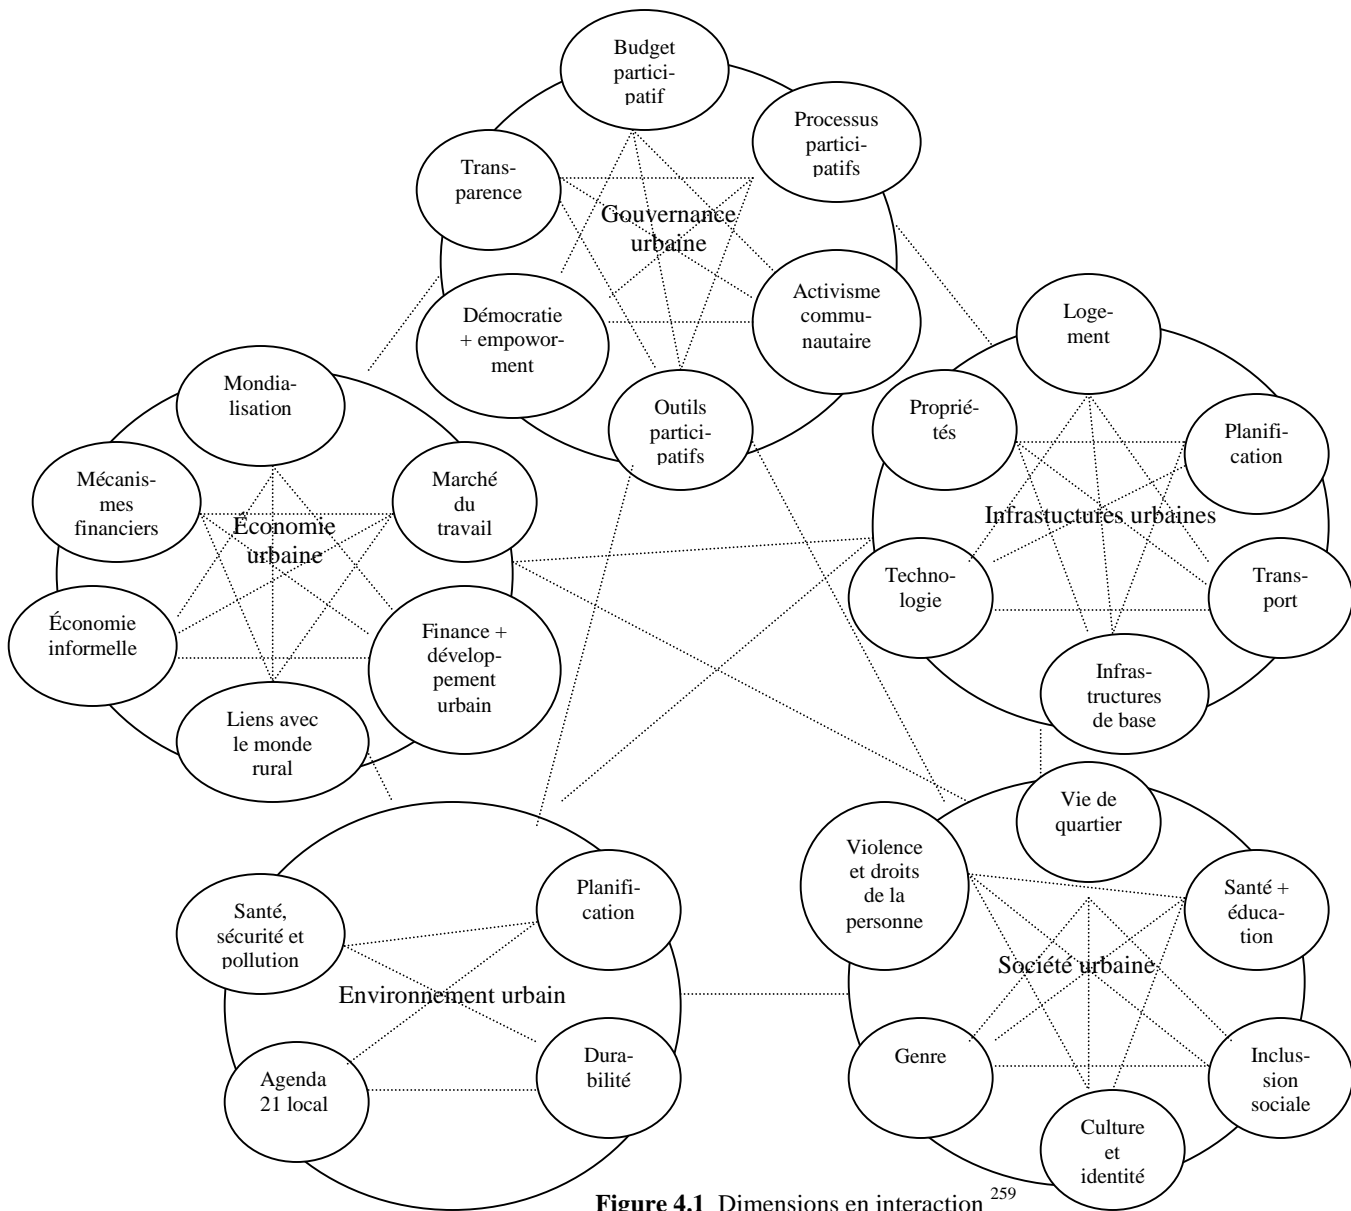 Budget
partici-
patif
Processus
partici-
patifs
Trans-
parence
Gouvernance
urbaine
Démocratie
+ empowor-
ment
Activisme
commu-
nautaire
Outils
partici-
patifs
Mondia-
lisation
Mécanis-
mes
financiers
Marché
du
travail
Économie
urbaine
Économie
informelle
Finance +
dévelop-
pement
urbain
Liens avec
le monde
rural
Loge-
ment
Proprié-
tés
Planifi-
cation
Infrastuctures urbaines
Techno-
logie
Trans-
port
Infras-
tructures
de base
Santé,
sécurité et
pollution
Planifi-
cation
Environnement urbain
Agenda
21 local
Dura-
bilité
Vie de
quartier
Violence
et droits
de la
personne
Santé +
éduca-
tion
Société urbaine
Genre
Inclus-
sion
sociale
Culture
et
identité
Figure 4.1 Dimensions en interaction 259